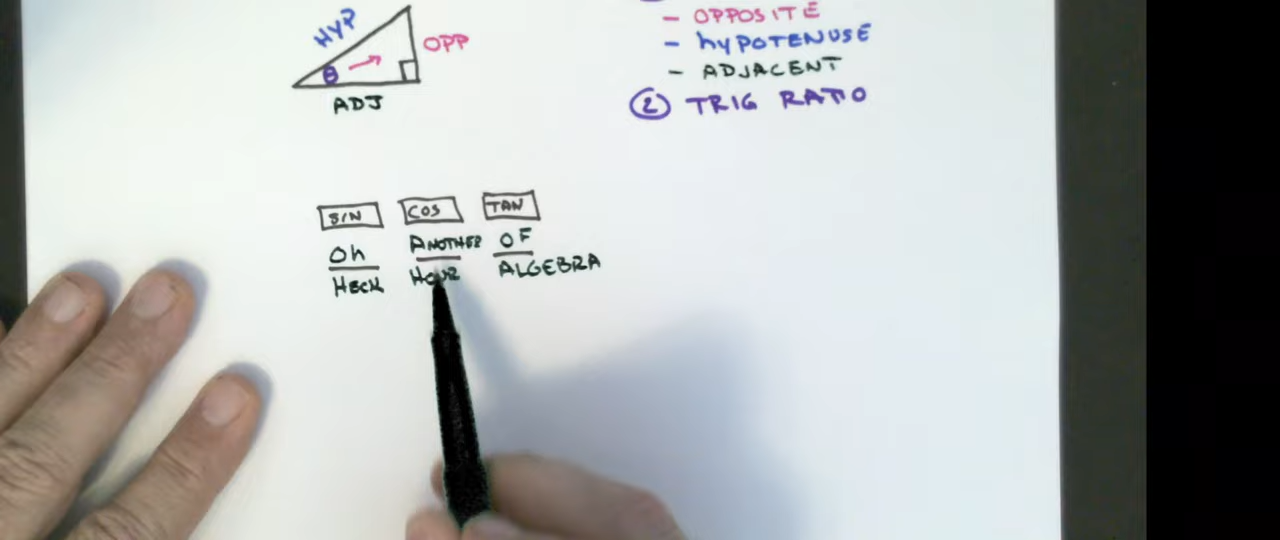 HYP
OPP
θ
ADJ
- OPPOSITE
- hYPOTENUSE
- ADJACENT
2 TRIG RATIO
SIN COS TAN
Oh ANOTHER OF
HECK HOUR ALGEBRA